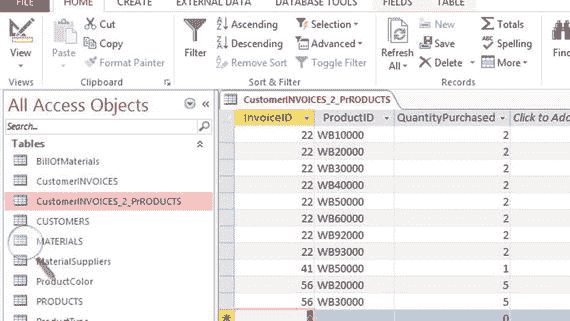 FILE HOME CREATE EXTERNAL DATA DATABASE TOOLS FIELDS TABLE
View
Views
Paste
Cut
Copy
Format Painter
Clipboard
Filter
Ascending
Descending
Remove Sort
Selection
Advanced
Toggle Filter
Sort & Filter
Refresh
All
New
Save
Delete
Totals
Spelling
More
Records
All Access Objects
Search...
Tables
BillOfMaterials
CustomerINVOICES
CustomerINVOICES_2_PrRODUCTS
CUSTOMERS
MATERIALS
MaterialSuppliers
ProductColor
PRODUCTS
CustomerINVOICES_2_PrRODUCTS
InvoiceID ProductID QuantityPurchased Click to Add
22 WB10000 2
22 WB20000 2
22 WB30000 2
22 WB40000 2
22 WB50000 2
22 WB60000 2
22 WB92000 2
22 WB93000 2
41 WB50000 1
56 WB20000 5
56 WB30000 5